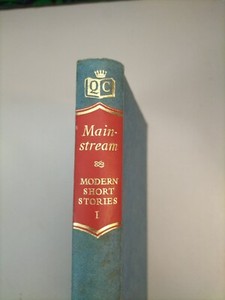 QC
Main-
stream
MODERN
SHORT
STORIES
I